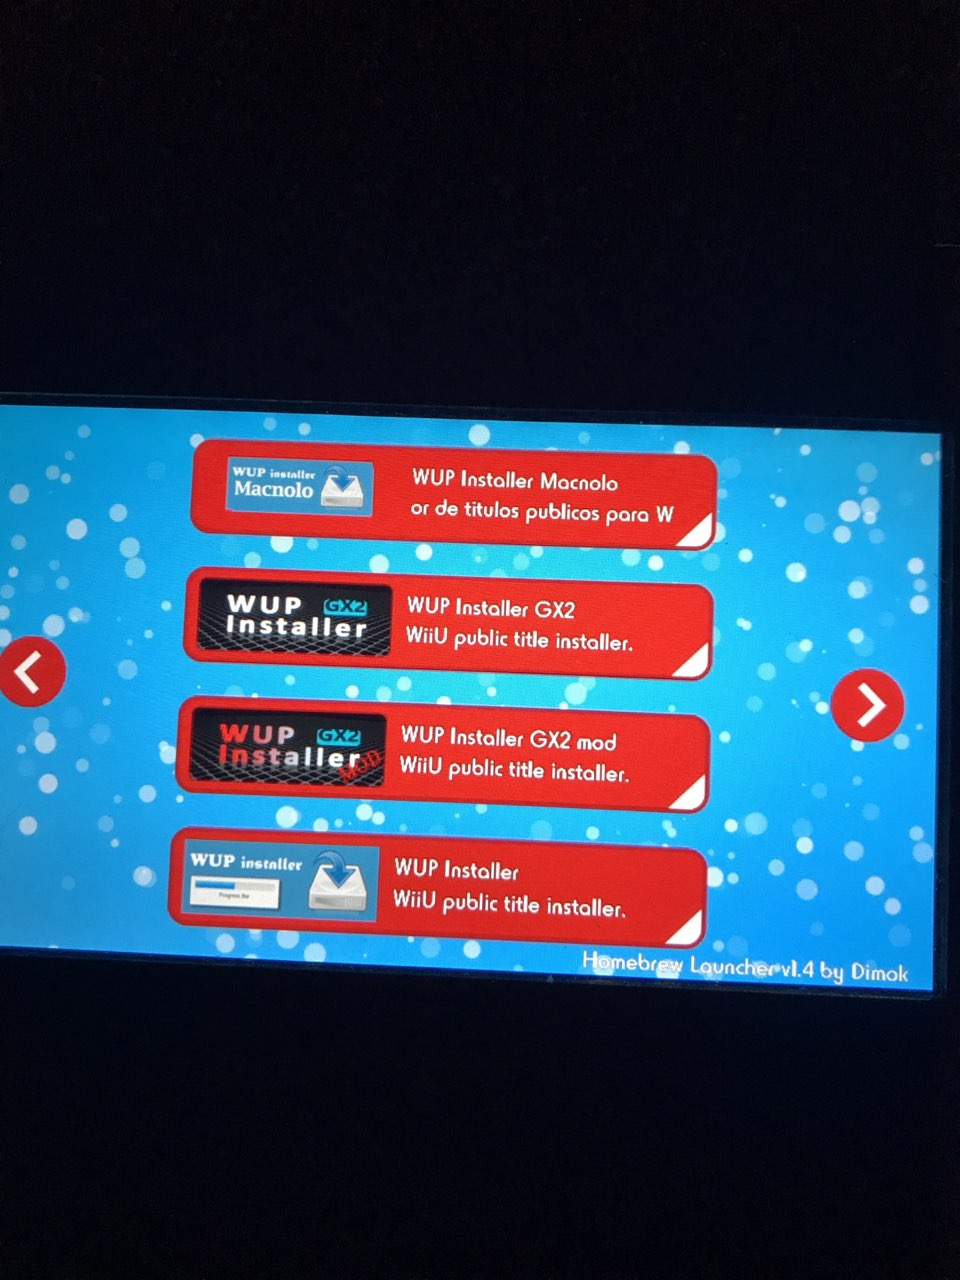 WUP installer
Macnolo
WUP Installer Macnolo
or de titulos publicos para W
WUP GX2
Installer
WUP Installer GX2
WiiU public title installer.
WUP GX2
Installer
MOD
WUP Installer GX2 mod
WiiU public title installer.
WUP installer
Progress Bar
WUP Installer
WiiU public title installer.
Homebrew Launcher v1.4 by Dimok